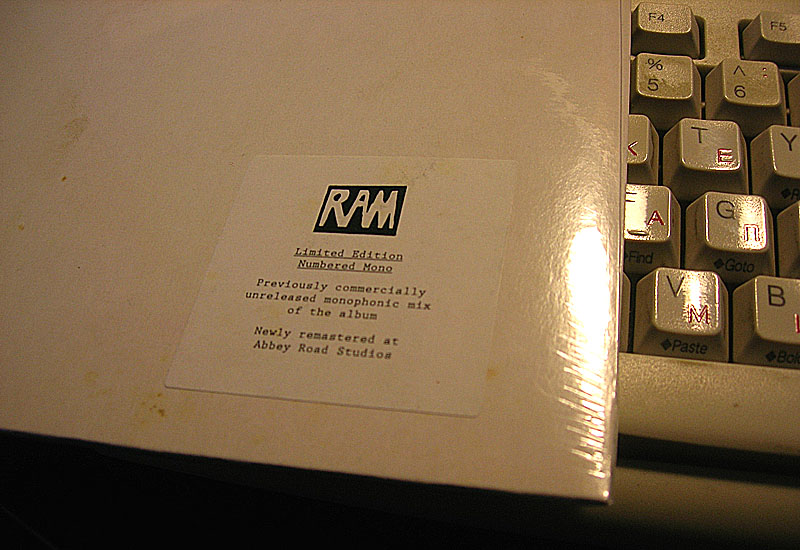 RAM
Limited Edition
Numbered Mono
Previously commercially
unreleased monophonic mix
of the album
Newly remastered at
Abbey Road Studios
F4
F5
%
5
^ :
6
К
T Е
Y
F А
Find
G П
Goto
V М
Paste
B